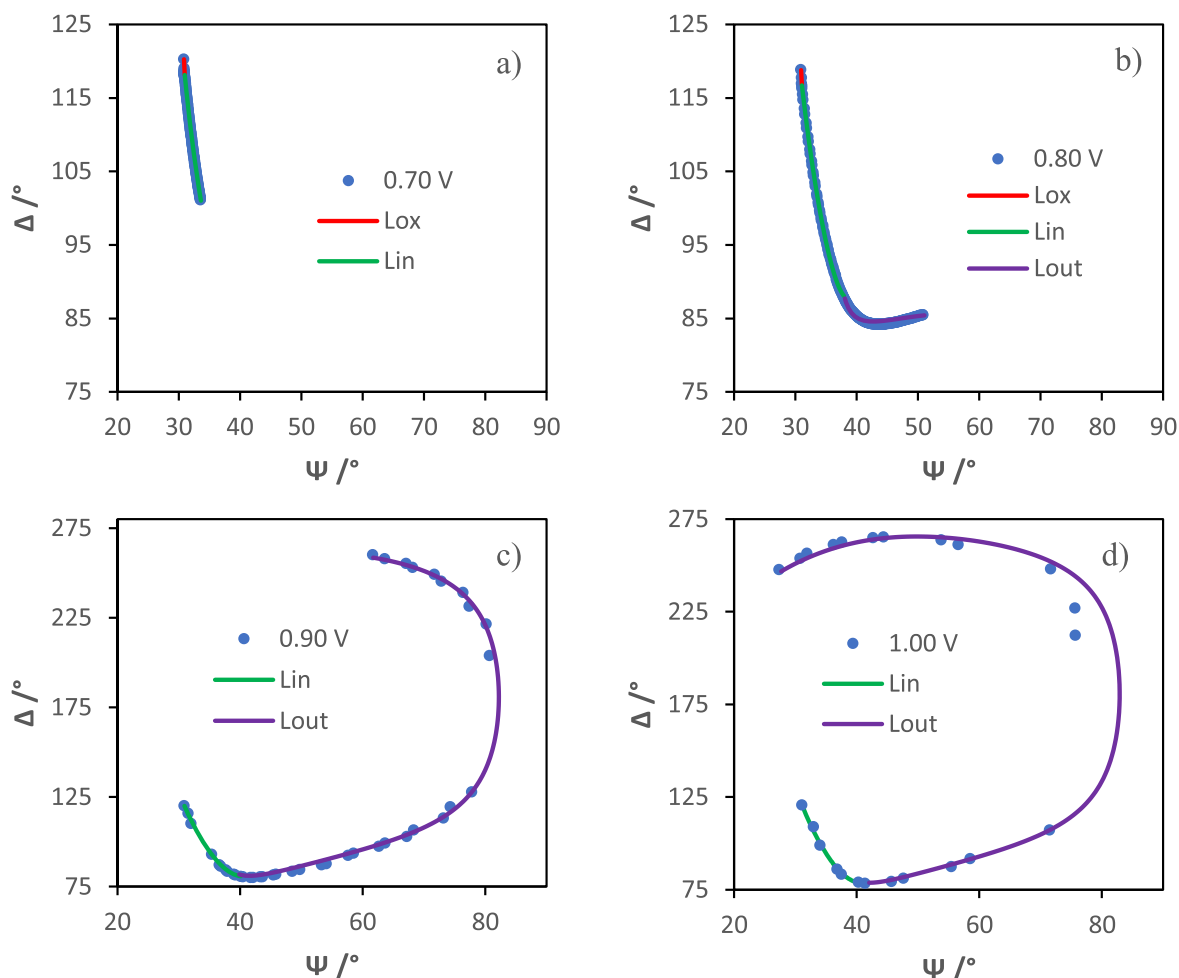 125
115
105
95
85
75
Δ /°
20 30 40 50 60 70 80 90
Ψ /°
a)
0.70 V
Lox
Lin
125
115
105
95
85
75
Δ /°
20 30 40 50 60 70 80 90
Ψ /°
b)
0.80 V
Lox
Lin
Lout
275
225
175
125
75
Δ /°
20 40 60 80
Ψ /°
c)
0.90 V
Lin
Lout
275
225
175
125
75
Δ /°
20 40 60 80
Ψ /°
d)
1.00 V
Lin
Lout